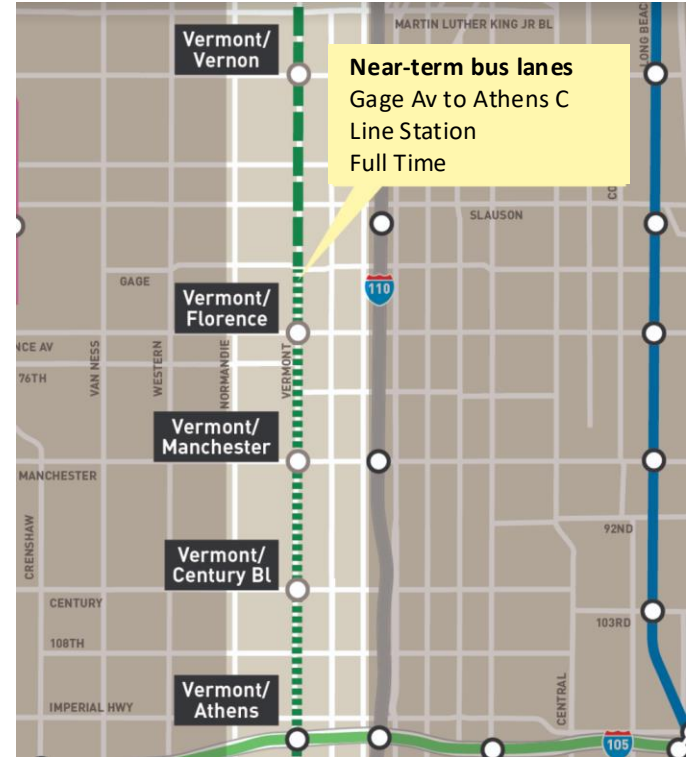 MARTIN LUTHER KING JR BL
LONG BEAC
Vermont/
Vernon
Near-term bus lanes
Gage Av to Athens C
Line Station
Full Time
CO
SLAUSON
GAGE
110
Vermont/
Florence
NCE AV
76TH
VAN NESS
WESTERN
NORMANDIE
VERMONT
Vermont/
Manchester
MANCHESTER
CRENSHAW
92ND
Vermont/
Century Bl
CENTURY
103RD
108TH
Vermont/
Athens
IMPERIAL HWY
CENTRAL
105